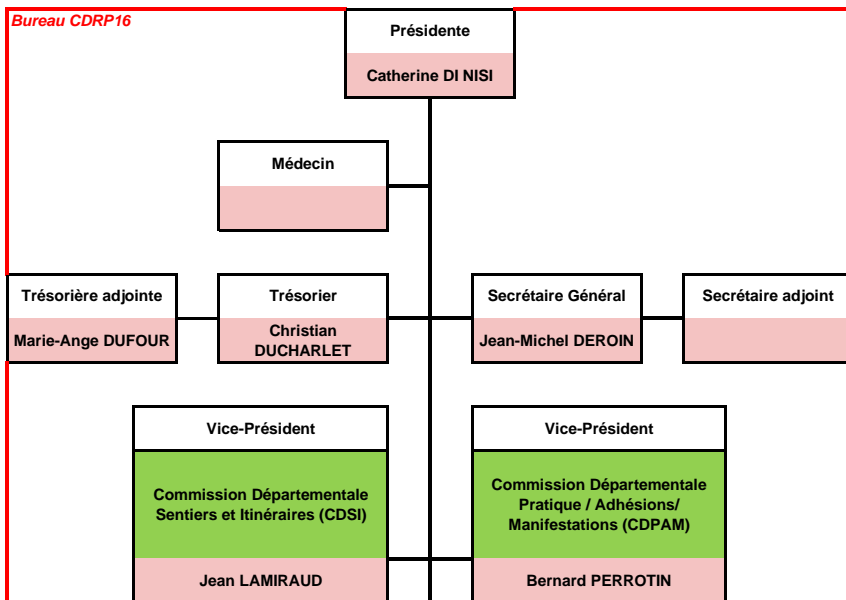 Bureau CDRP16
Présidente
Catherine DI NISI
Médecin
Trésorière adjointe
Marie-Ange DUFOUR
Trésorier
Christian
DUCHARLET
Secrétaire Général
Jean-Michel DEROIN
Secrétaire adjoint
Vice-Président
Commission Départementale
Sentiers et Itinéraires (CDSI)
Jean LAMIRAUD
Vice-Président
Commission Départementale
Pratique / Adhésions/
Manifestations (CDPAM)
Bernard PERROTIN